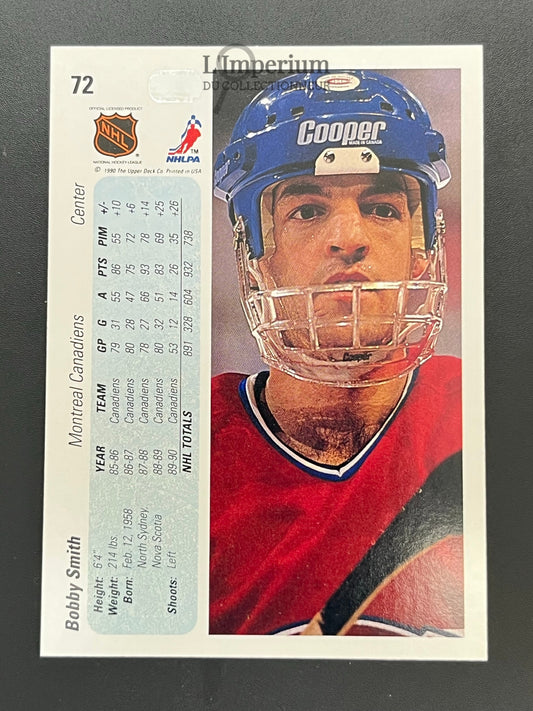 L'Imperium
DU COLLECTIONNEUR
72
OFFICIAL LICENSED PRODUCT
NHL
NATIONAL HOCKEY LEAGUE
NHLPA
TM
© 1990 The Upper Deck Co. Printed in USA
Cooper
MADE IN CANADA
Cooper
Bobby Smith Montreal Canadiens Center
Height: 6'4"
Weight: 214 lbs.
Born: Feb. 12, 1958
North Sydney,
Nova Scotia
Shoots: Left
YEAR TEAM GP G A PTS PIM +/-
85-86 Canadiens 79 31 55 86 55 +10
86-87 Canadiens 80 28 47 75 72 +6
87-88 Canadiens 78 27 66 93 78 +14
88-89 Canadiens 80 32 51 83 69 +25
89-90 Canadiens 53 12 14 26 35 +26
NHL TOTALS 891 328 604 932 738